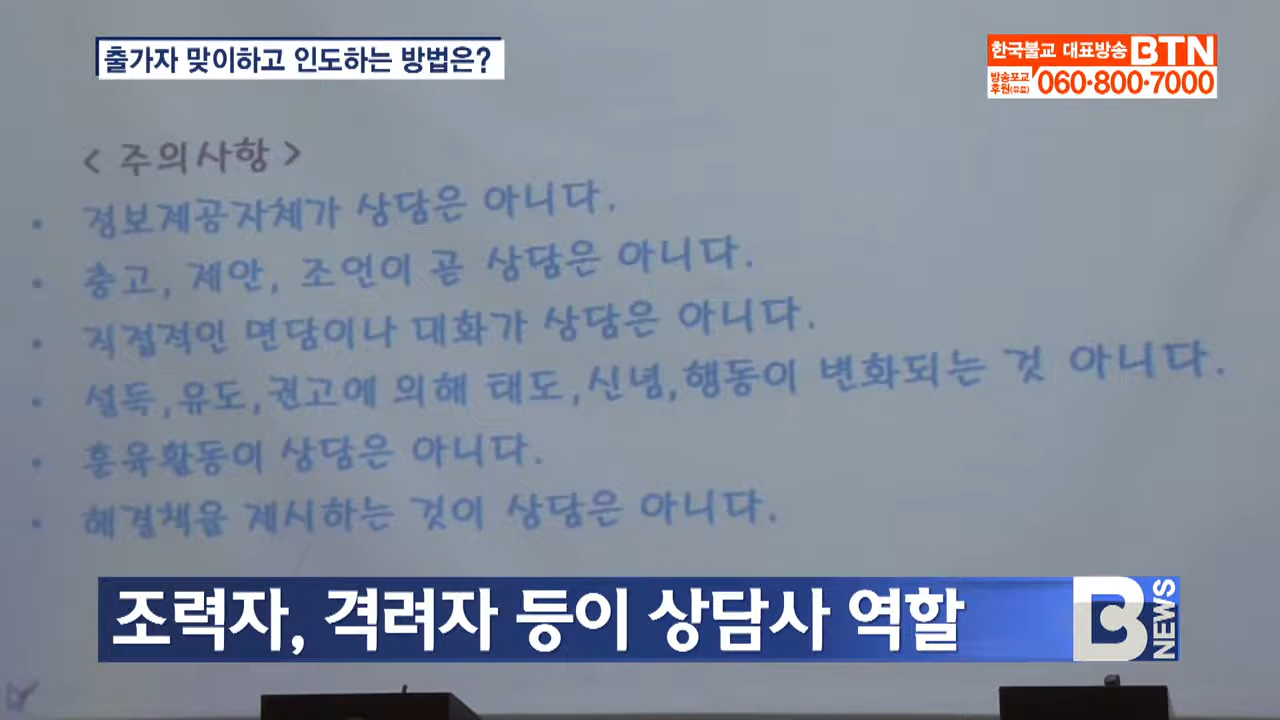 출가자 맞이하고 인도하는 방법은?
한국불교 대표방송 BTN
방송포교 후원(유료) 060·800·7000
< 주의사항 >
• 정보제공자체가 상담은 아니다.
• 충고, 제안, 조언이 곧 상담은 아니다.
• 직접적인 면담이나 대화가 상담은 아니다.
• 설득,유도,권고에 의해 태도,신념,행동이 변화되는 것 아니다.
• 훈육활동이 상담은 아니다.
• 해결책을 제시하는 것이 상담은 아니다.
조력자, 격려자 등이 상담사 역할
B NEWS